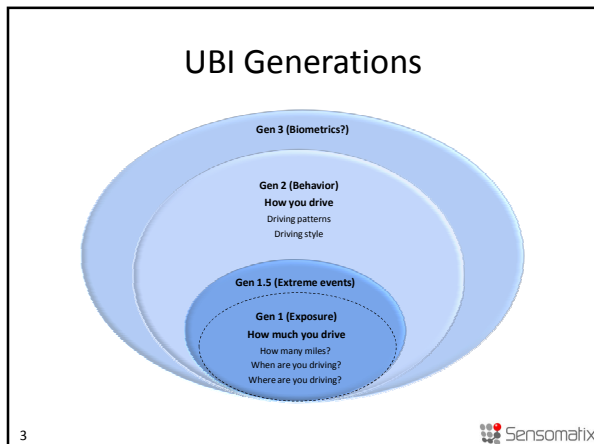 UBI Generations
Gen 3 (Biometrics?)
Gen 2 (Behavior)
How you drive
Driving patterns
Driving style
Gen 1.5 (Extreme events)
Gen 1 (Exposure)
How much you drive
How many miles?
When are you driving?
Where are you driving?
3
Sensomatix